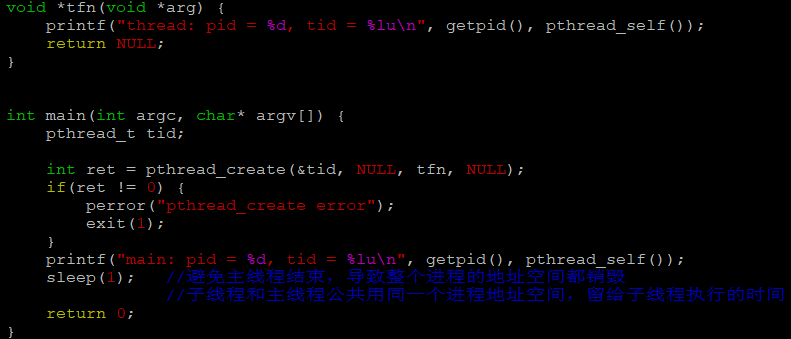 void *tfn(void *arg) {
    printf("thread: pid = %d, tid = %lu\n", getpid(), pthread_self());
    return NULL;
}
int main(int argc, char* argv[]) {
    pthread_t tid;
    int ret = pthread_create(&tid, NULL, tfn, NULL);
    if(ret != 0) {
        perror("pthread_create error");
        exit(1);
    }
    printf("main: pid = %d, tid = %lu\n", getpid(), pthread_self());
    sleep(1);   //避免主线程结束，导致整个进程的地址空间都销毁
                //子线程和主线程公共用同一个进程地址空间，留给子线程执行的时间
    return 0;
}